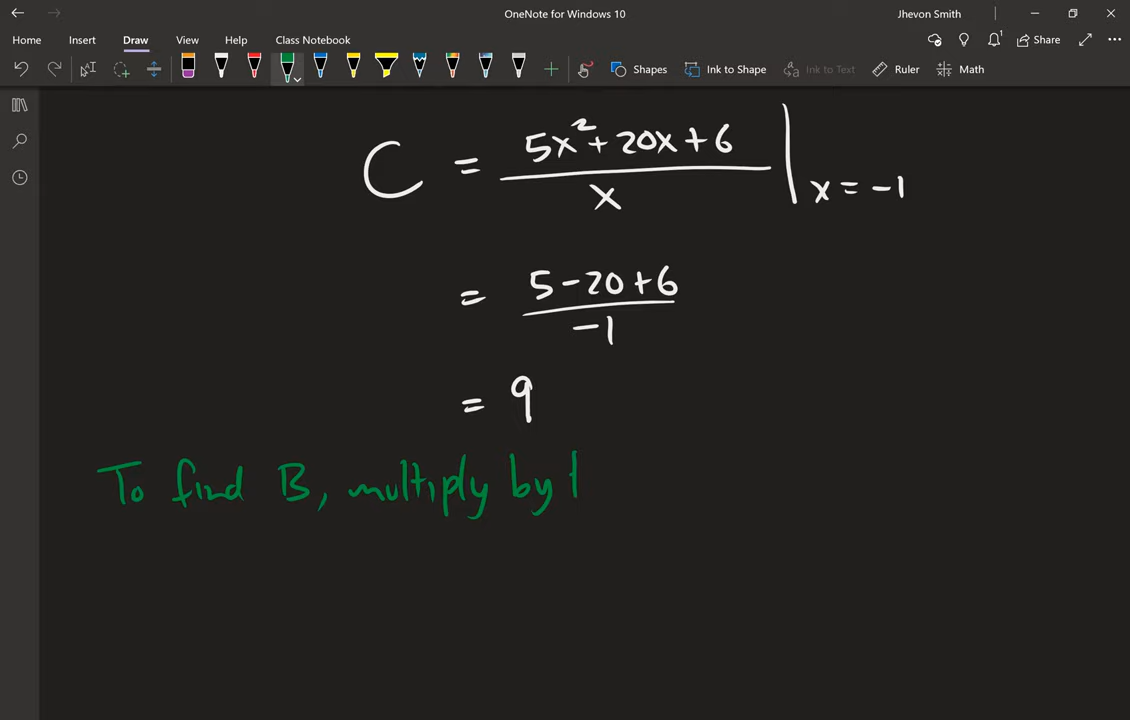 OneNote for Windows 10
Jhevon Smith
Home Insert Draw View Help Class Notebook
1 Share
Shapes Ink to Shape Ink to Text Ruler Math
C = 5x²+20x+6 / x | x = -1
= 5-20+6 / -1
= 9
To find B, multiply by